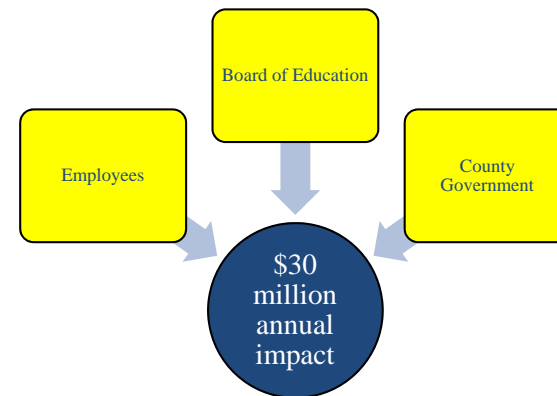 Board of Education
Employees
County
Government
$30
million
annual
impact